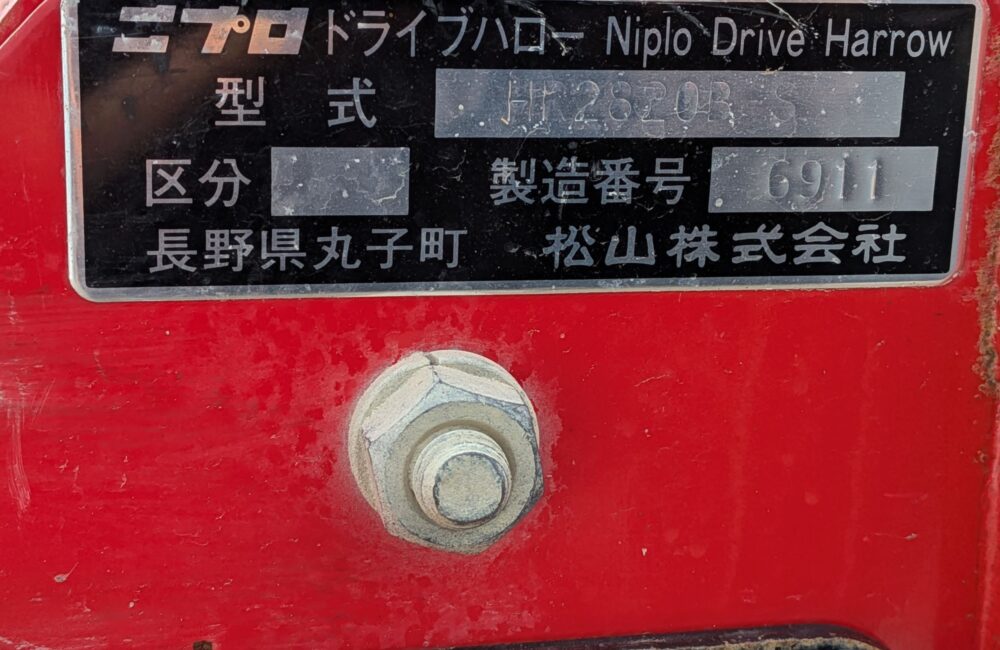 ニプロ ドライブハロー Niplo Drive Harrow
型式 HR2820B-S
区分 製造番号 6911
長野県丸子町 松山株式会社